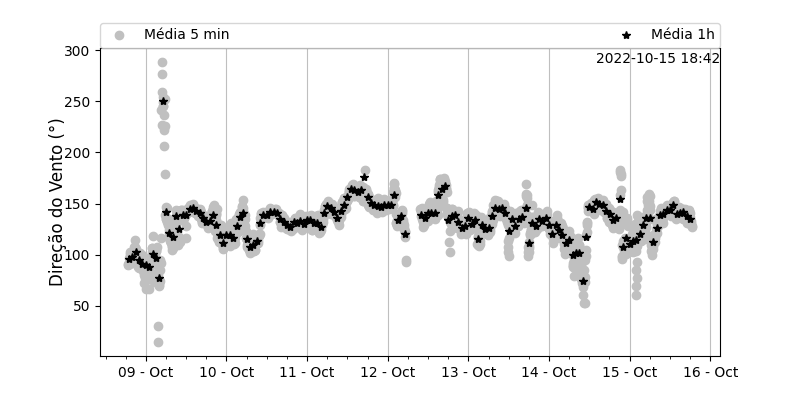 Média 5 min
Média 1h
2022-10-15 18:42
Direção do Vento (°)
300
250
200
150
100
50
09 - Oct
10 - Oct
11 - Oct
12 - Oct
13 - Oct
14 - Oct
15 - Oct
16 - Oct